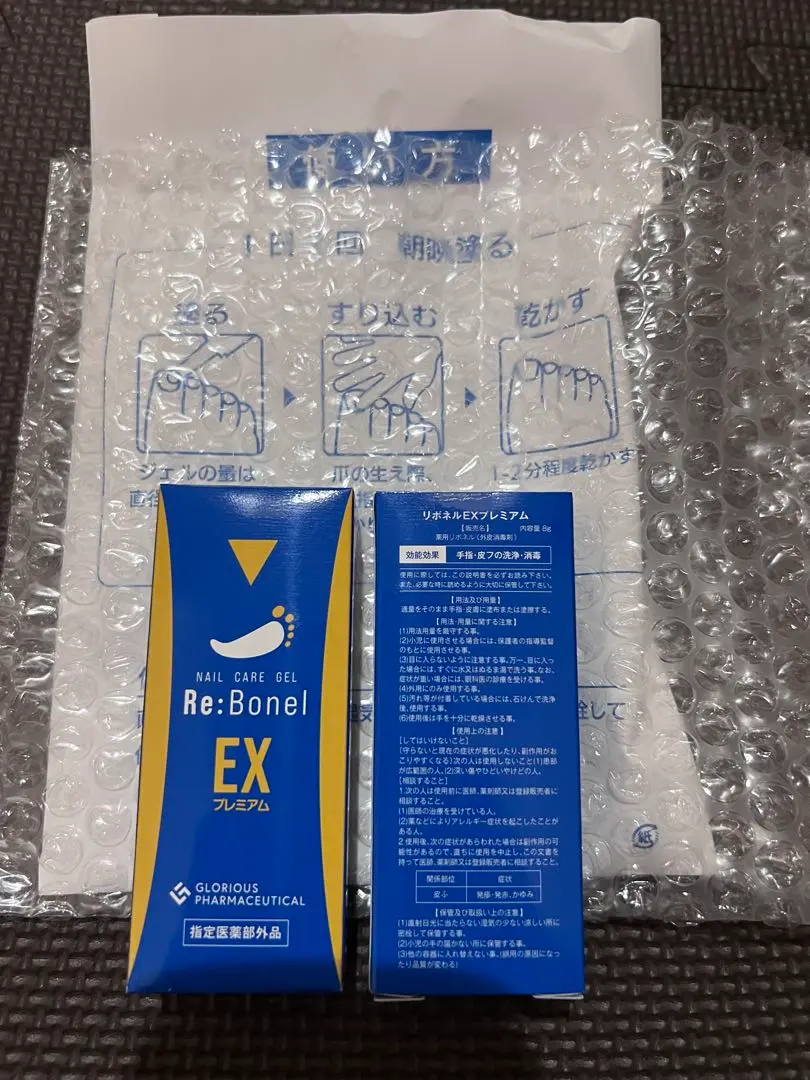 使い方
1日2回 朝晩塗る
塗る
すり込む
乾かす
ジェルの量は
爪の生え際、
1~2分程度乾かす
直径
NAIL CARE GEL
Re:Bonel
EX
プレミアム
GLORIOUS
PHARMACEUTICAL
指定医薬部外品
リボネルEXプレミアム
【販売名】
内容量 8g
薬用リボネル(外皮消毒剤)
効能効果 手指・皮フの洗浄・消毒
使用に際しては、この説明書を必ずお読み下さい。
また、必要な時に読めるように大切に保管して下さい。
【用法及び用量】
適量をそのまま手指・皮膚に塗布または塗擦する。
【用法・用量に関する注意】
(1)用法用量を厳守する事。
(2)小児に使用させる場合には、保護者の指導監督
のもとに使用させる事。
(3)目に入らないように注意する事。万一、目に入っ
た場合には、すぐに水又はぬるま湯で洗う事。なお、
症状が重い場合には、眼科医の診療を受ける事。
(4)外用にのみ使用する事。
(5)汚れ等が付着している場合には、石けんで洗浄
後、使用する事。
(6)使用後は手を十分に乾燥させる事。
【使用上の注意】
[してはいけないこと]
[守らないと現在の症状が悪化したり、副作用がお
こりやすくなる]次の人は使用しないこと(1)患部
が広範囲の人。(2)深い傷やひどいやけどの人。
[相談すること]
1.次の人は使用前に医師、薬剤師又は登録販売者に
相談すること。
(1)医師の治療を受けている人。
(2)薬などによりアレルギー症状を起こしたことが
ある人。
2.使用後、次の症状があらわれた場合は副作用の可
能性があるので、直ちに使用を中止し、この文書を
持って医師、薬剤師又は登録販売者に相談すること。
関係部位 症状
皮ふ 発疹・発赤、かゆみ
【保管及び取扱い上の注意】
(1)直射日光に当たらない湿気の少ない涼しい所に
密栓して保管する事。
(2)小児の手の届かない所に保管する事。
(3)他の容器に入れ替えない事。(誤用の原因になっ
たり品質が変わる)
紙